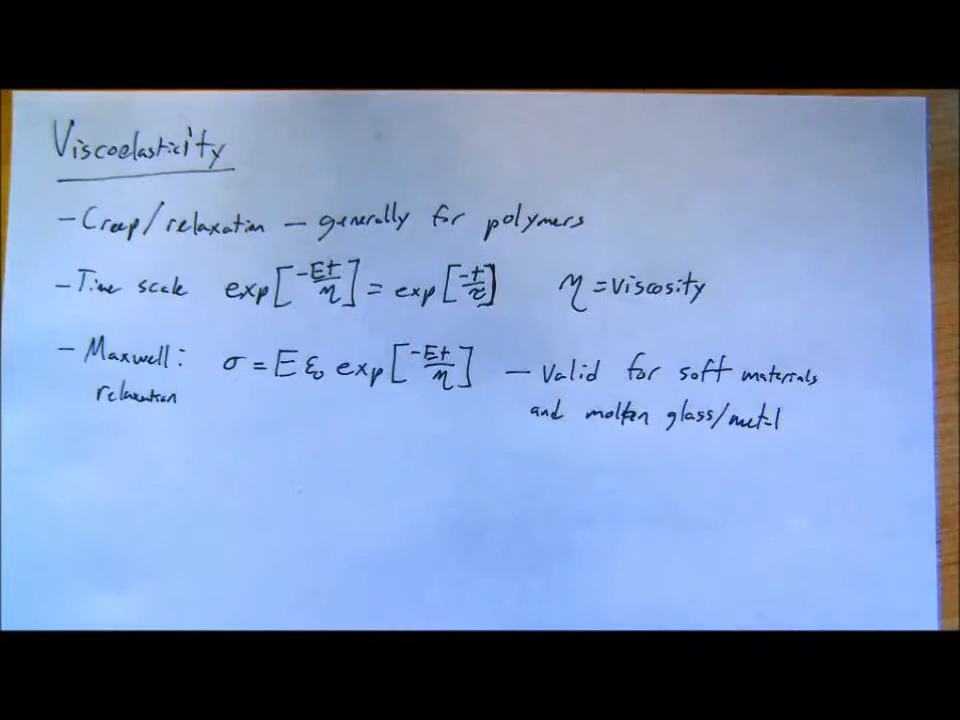 Viscoelasticity
- Creep/relaxation - generally for polymers
- Time scale exp[-Et/η] = exp[-t/τ] η = viscosity
- Maxwell: σ = E ε₀ exp[-Et/η] - valid for soft materials
relaxation and molten glass/metal